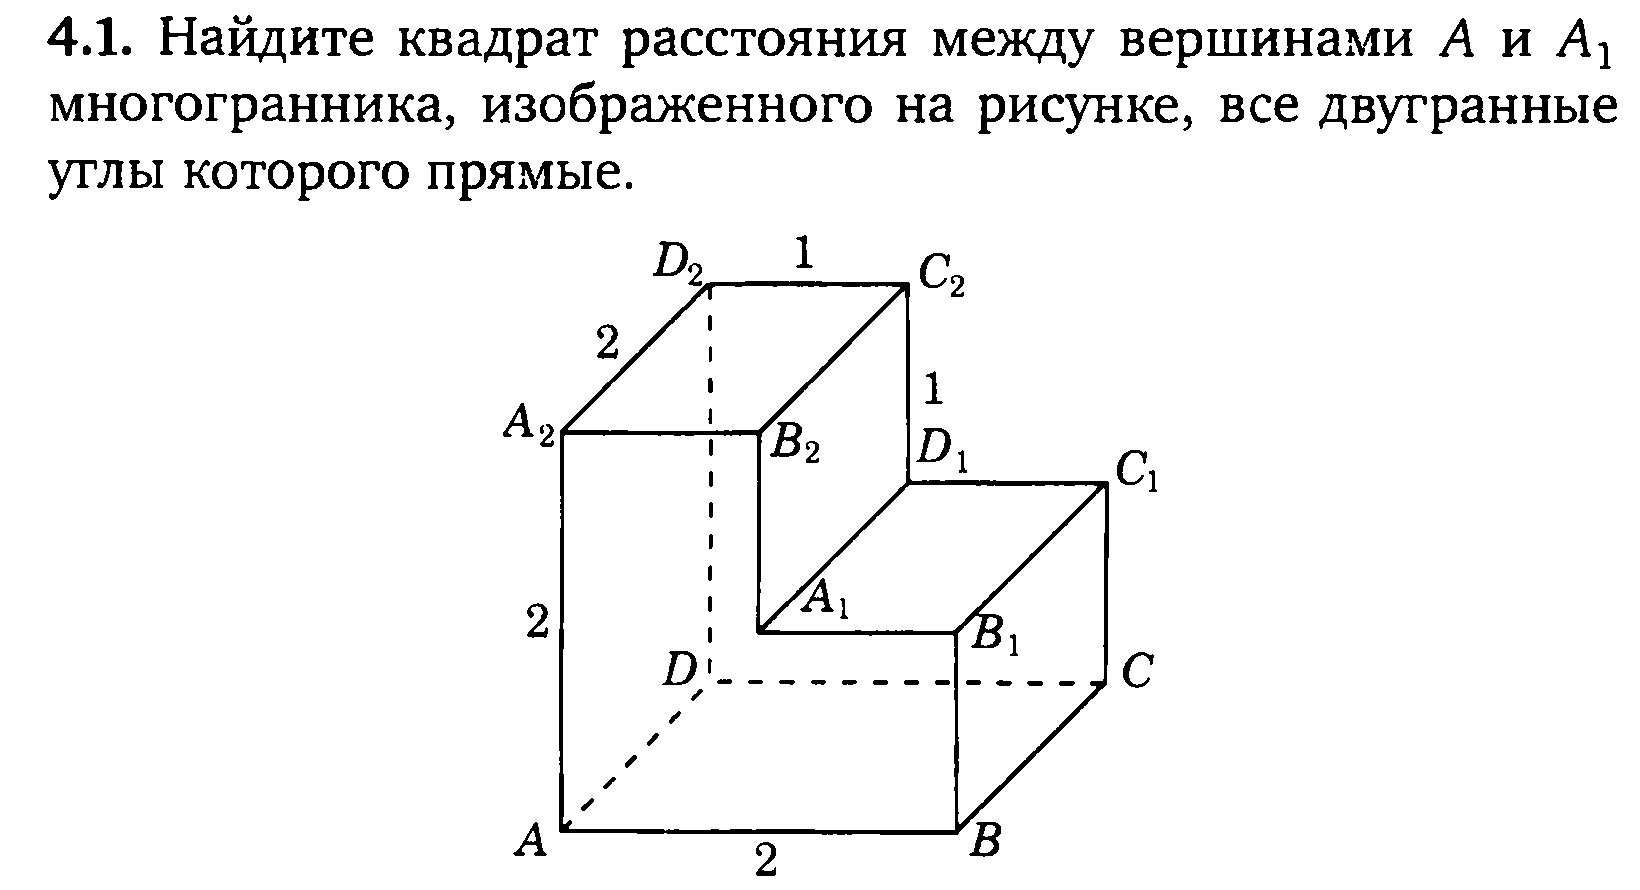 4.1. Найдите квадрат расстояния между вершинами A и A₁
многогранника, изображенного на рисунке, все двугранные
углы которого прямые.
D₂ 1 C₂
2
1
A₂ B₂ D₁ C₁
2 A₁ B₁
D C
A 2 B